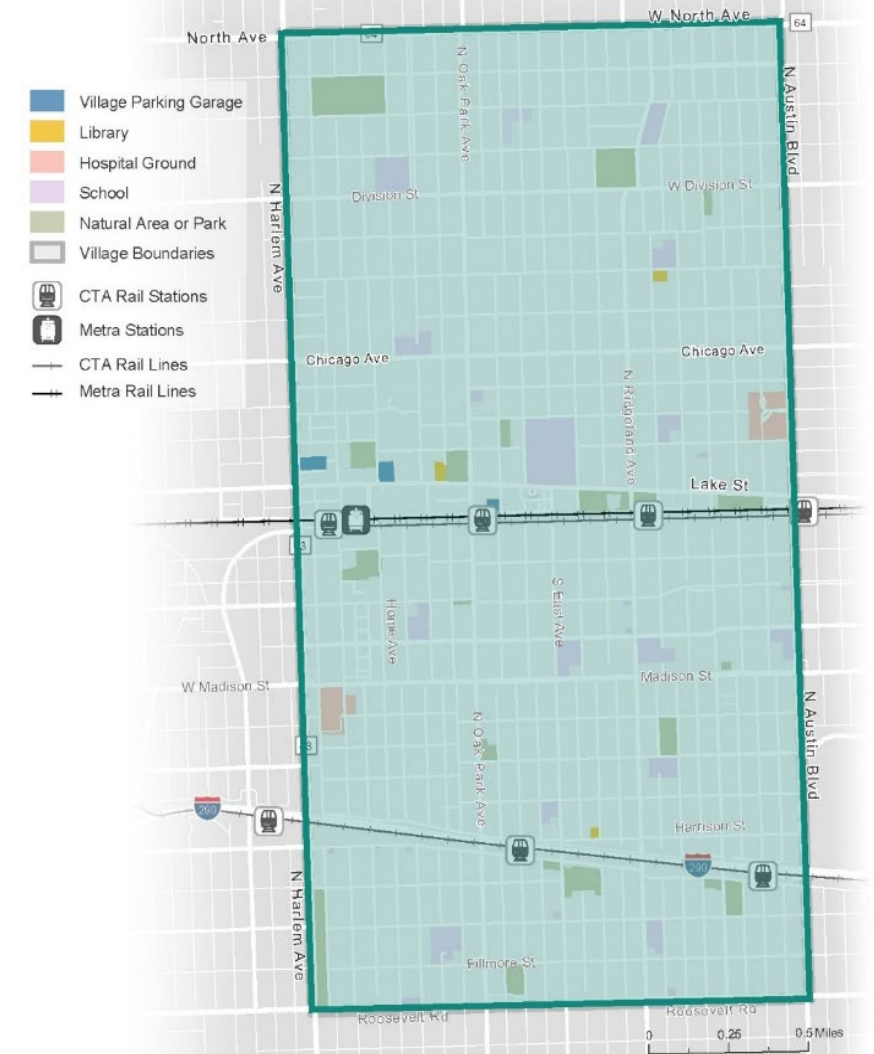 W North Ave
64
North Ave
64
N Oak Park Ave
N Austin Blvd
Village Parking Garage
Library
Hospital Ground
School
Natural Area or Park
Village Boundaries
CTA Rail Stations
Metra Stations
CTA Rail Lines
Metra Rail Lines
N Harlem Ave
Division St
W Division St
Chicago Ave
Chicago Ave
N Ridgeland Ave
Lake St
43
Home Ave
S East Ave
W Madison St
Madison St
N Oak Park Ave
N Austin Blvd
43
290
Harrison St
290
N Harlem Ave
Fillmore St
Roosevelt Rd
Roosevelt Rd
0 0.25 0.5 Miles